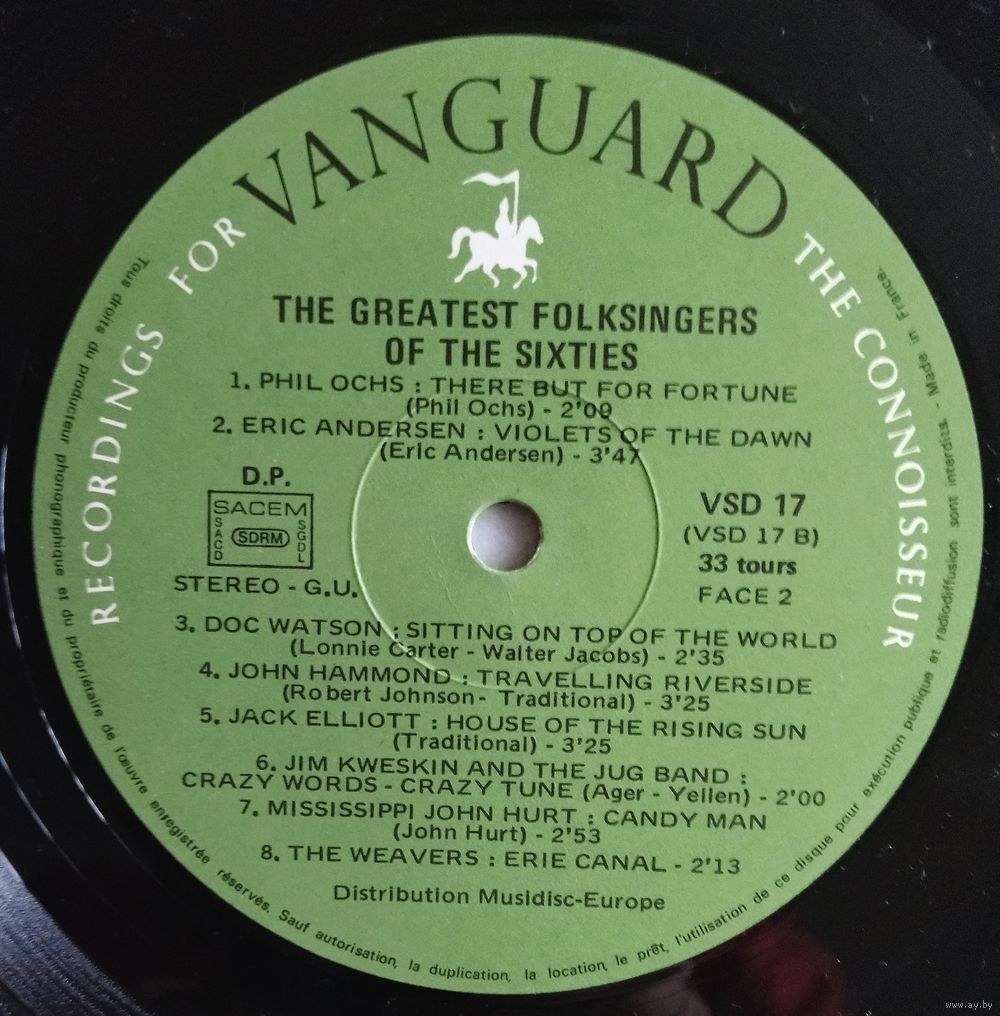 RECORDINGS FOR VANGUARD THE CONNOISSEUR
THE GREATEST FOLKSINGERS
OF THE SIXTIES
1. PHIL OCHS : THERE BUT FOR FORTUNE
(Phil Ochs) - 2'09
2. ERIC ANDERSEN : VIOLETS OF THE DAWN
(Eric Andersen) - 3'47
D.P.
SACEM
SACD
SDRM
SGDL
STEREO - G.U.
VSD 17
(VSD 17 B)
33 tours
FACE 2
3. DOC WATSON : SITTING ON TOP OF THE WORLD
(Lonnie Carter - Walter Jacobs) - 2'35
4. JOHN HAMMOND : TRAVELLING RIVERSIDE
(Robert Johnson - Traditional) - 3'25
5. JACK ELLIOTT : HOUSE OF THE RISING SUN
(Traditional) - 3'25
6. JIM KWESKIN AND THE JUG BAND :
CRAZY WORDS - CRAZY TUNE (Ager - Yellen) - 2'00
7. MISSISSIPPI JOHN HURT : CANDY MAN
(John Hurt) - 2'53
8. THE WEAVERS : ERIE CANAL - 2'13
Distribution Musidisc-Europe
Tous droits du producteur phonographique et du propriétaire de l'œuvre enregistrée réservés. Sauf autorisation, la duplication, la location, le prêt, l'utilisation de ce disque pour exécution publique et radiodiffusion sont interdits. - Made in France.
www.ay.by